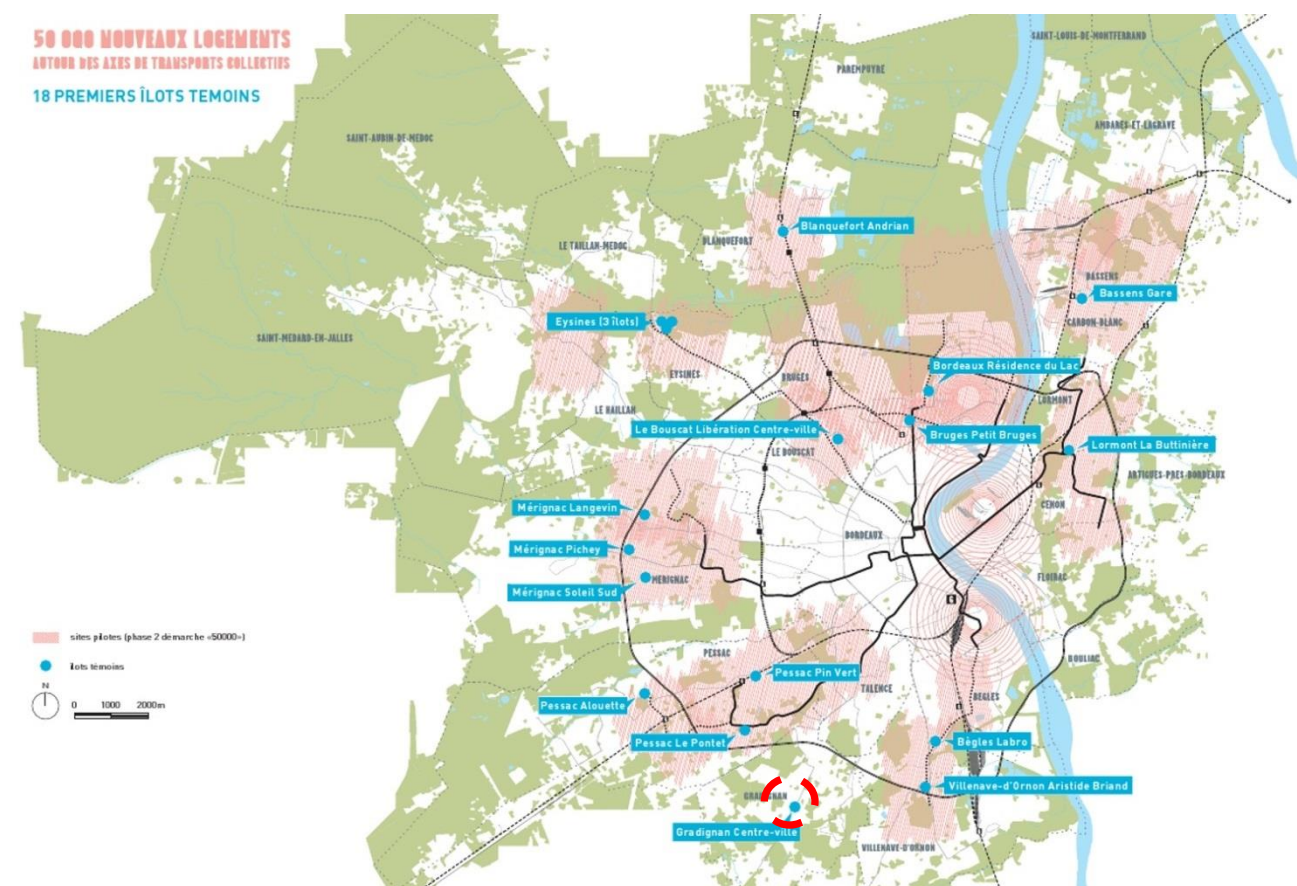 50 000 NOUVEAUX LOGEMENTS
AUTOUR DES AXES DE TRANSPORTS COLLECTIFS
18 PREMIERS ÎLOTS TEMOINS
SAINT-LOUIS-DE-MONTFERRAND
PAREMPUYRE
AMBARÈS-ET-LAGRAVE
SAINT-AUBIN-DE-MEDOC
Blanquefort Andrian
BLANQUEFORT
LE TAILLAN-MEDOC
BASSENS
Bassens Gare
Eysines (3 îlots)
CARBON-BLANC
SAINT-MEDARD-EN-JALLES
EYSINES
BRUGES
Bordeaux Résidence du Lac
LORMONT
LE HAILLAN
Le Bouscat Libération Centre-ville
Bruges Petit Bruges
LE BOUSCAT
Lormont La Buttinière
ARTIGUES-PRÈS-BORDEAUX
Mérignac Langevin
CENON
BORDEAUX
Mérignac Pichey
MERIGNAC
FLOIRAC
Mérignac Soleil Sud
sites pilotes (phase 2 démarche «50000»)
îlots témoins
N
0 1000 2000m
PESSAC
BOULIAC
Pessac Pin Vert
TALENCE
BEGLES
Pessac Alouette
Pessac Le Pontet
Bègles Labro
Villenave-d'Ornon Aristide Briand
GRADIGNAN
Gradignan Centre-ville
VILLENAVE-D'ORNON